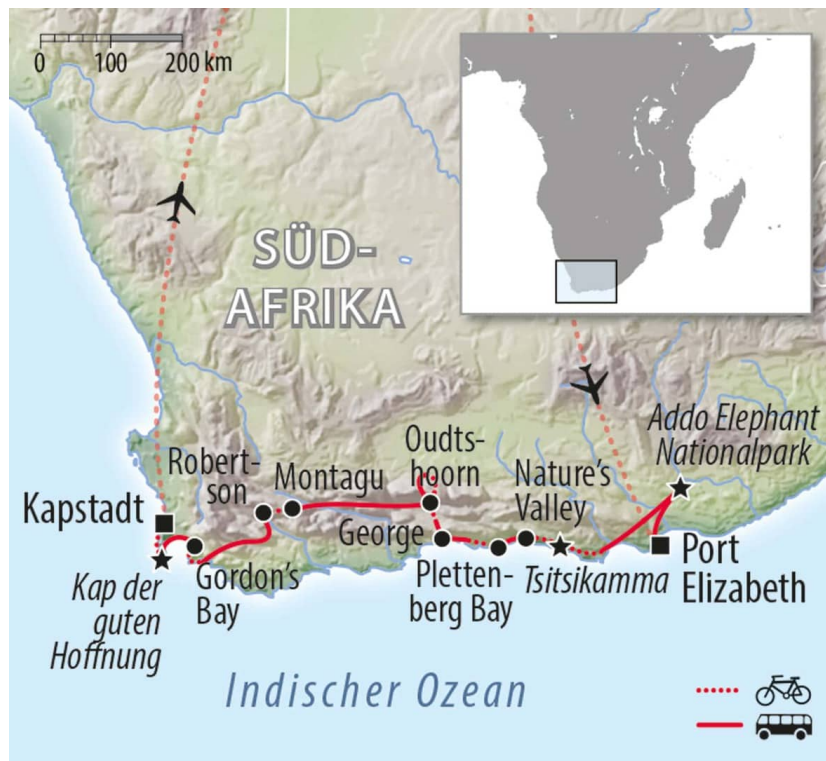 0 100 200 km
SÜD-
AFRIKA
Addo Elephant
Nationalpark
Oudts-
hoorn
Robert-
son
Montagu
Nature's
Valley
Kapstadt
George
Port
Elizabeth
Gordon's
Bay
Pletten-
berg Bay
Tsitsikamma
Kap der
guten
Hoffnung
Indischer Ozean